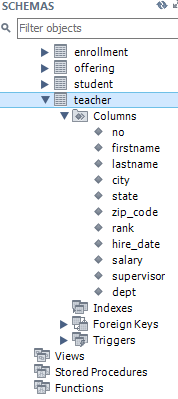 SCHEMAS
Filter objects
enrollment
offering
student
teacher
Columns
no
firstname
lastname
city
state
zip_code
rank
hire_date
salary
supervisor
dept
Indexes
Foreign Keys
Triggers
Views
Stored Procedures
Functions